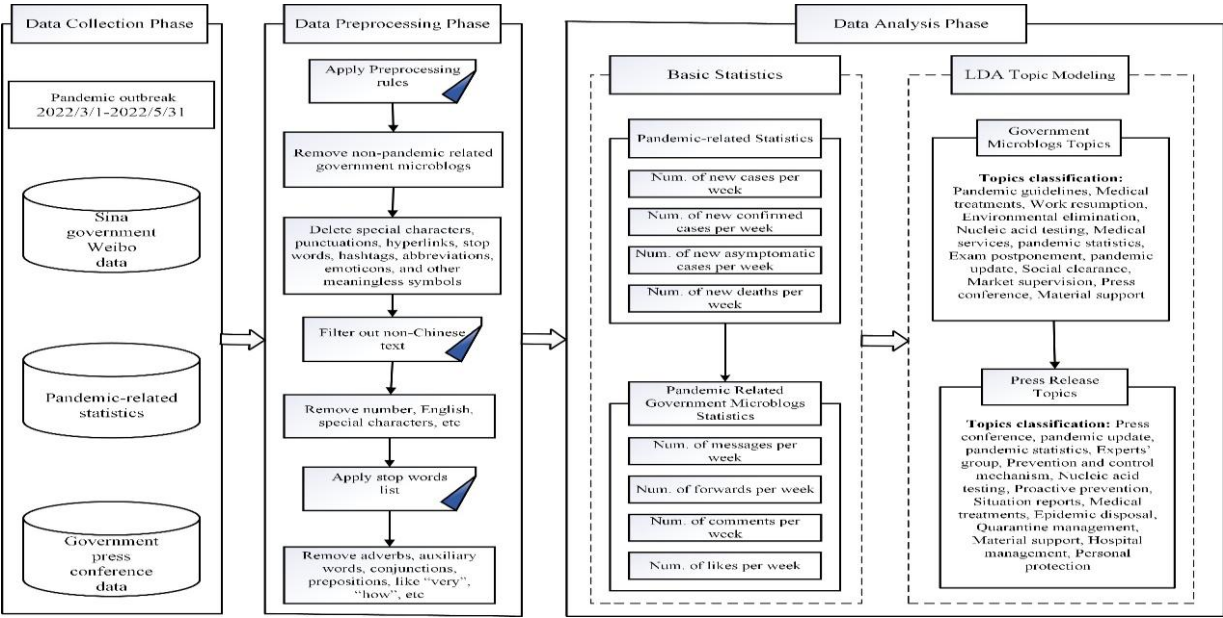 Data Collection Phase
Pandemic outbreak
2022/3/1-2022/5/31
Sina
government
Weibo
data
Pandemic-related
statistics
Government
press
conference
data
Data Preprocessing Phase
Apply Preprocessing
rules
Remove non-pandemic related
government microblogs
Delete special characters,
punctuations, hyperlinks, stop
words, hashtags, abbreviations,
emoticons, and other
meaningless symbols
Filter out non-Chinese
text
Remove number, English,
special characters, etc
Apply stop words
list
Remove adverbs, auxiliary
words, conjunctions,
prepositions, like “very”,
“how”, etc
Data Analysis Phase
Basic Statistics
Pandemic-related Statistics
Num. of new cases per
week
Num. of new confirmed
cases per week
Num. of new asymptomatic
cases per week
Num. of new deaths per
week
Pandemic Related
Government Microblogs
Statistics
Num. of messages per
week
Num. of forwards per week
Num. of comments per
week
Num. of likes per week
LDA Topic Modeling
Government
Microblogs Topics
Topics classification:
Pandemic guidelines, Medical
treatments, Work resumption,
Environmental elimination,
Nucleic acid testing, Medical
services, pandemic statistics,
Exam postponement, pandemic
update, Social clearance,
Market supervision, Press
conference, Material support
Press Release
Topics
Topics classification: Press
conference, pandemic update,
pandemic statistics, Experts’
group, Prevention and control
mechanism, Nucleic acid
testing, Proactive prevention,
Situation reports, Medical
treatments, Epidemic disposal,
Quarantine management,
Material support, Hospital
management, Personal
protection